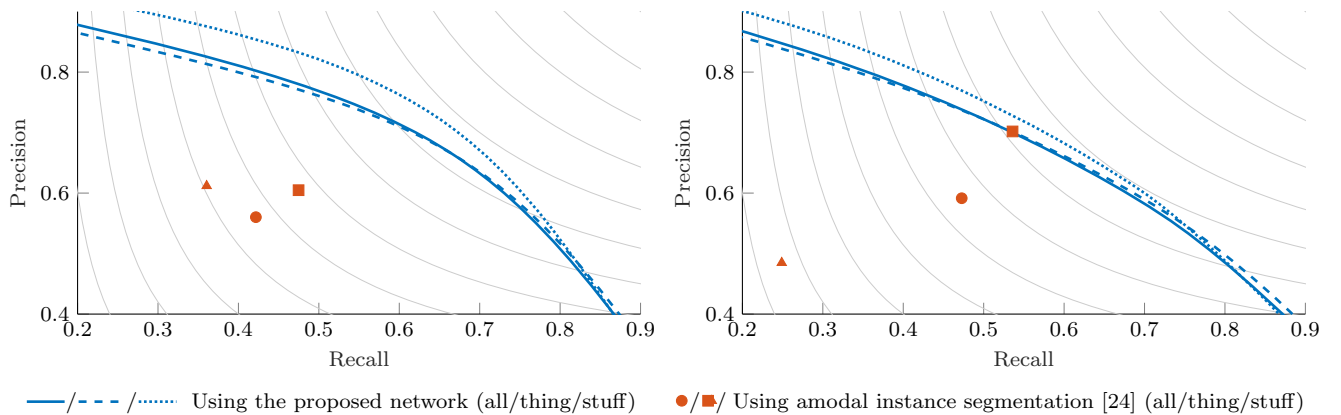 0.8
0.6
0.4
0.2 0.3 0.4 0.5 0.6 0.7 0.8 0.9
Precision
Recall
0.8
0.6
0.4
0.2 0.3 0.4 0.5 0.6 0.7 0.8 0.9
Precision
Recall
/ / Using the proposed network (all/thing/stuff)
/ / Using amodal instance segmentation [24] (all/thing/stuff)